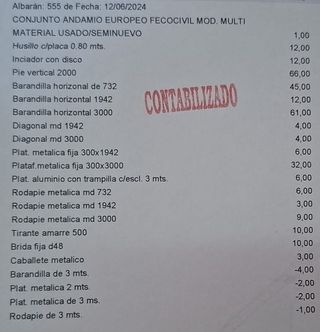 Albarán: 555 de Fecha: 12/06/2024
CONJUNTO ANDAMIO EUROPEO FECOCIVIL MOD. MULTI
MATERIAL USADO/SEMINUEVO 1,00
Husillo c/placa 0.80 mts. 12,00
Inciador con disco 12,00
Pie vertical 2000 66,00
Barandilla horizonal de 732 45,00
Barandilla horizontal 1942 12,00
Barandilla horizontal 3000 61,00
CONTABILIZADO
Diagonal md 1942 4,00
Diagonal md 3000 4,00
Plat. metalica fija 300x1942 6,00
Plataf.metalica fija 300x3000 32,00
Plat. aluminio con trampilla c/escl. 3 mts. 6,00
Rodapie metalica md 732 6,00
Rodapie metalica md 1942 3,00
Rodapie metalica md 3000 9,00
Tirante amarre 500 10,00
Brida fija d48 10,00
Caballete metalico 3,00
Barandilla de 3 mts. -4,00
Plat. metalica 2 mts. -2,00
Plat. metalica de 3 mts. -2,00
Rodapie de 3 mts. -1,00